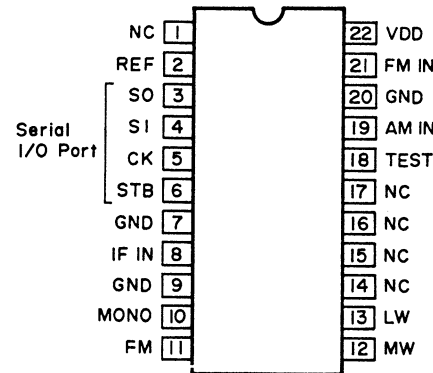 NC 1 22 VDD
REF 2 21 FM IN
SO 3 20 GND
SI 4 19 AM IN
Serial
I/O Port
CK 5 18 TEST
STB 6 17 NC
GND 7 16 NC
IF IN 8 15 NC
GND 9 14 NC
MONO 10 13 LW
FM 11 12 MW